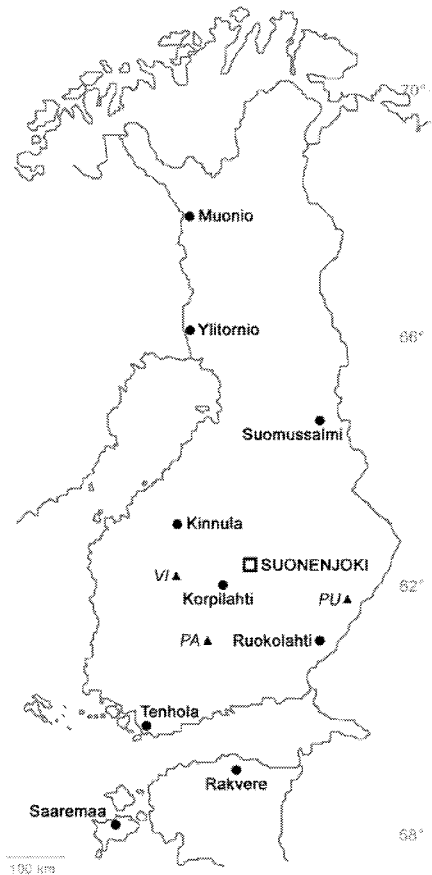 70°
Muonio
Ylitornio
66°
Suomussalmi
Kinnula
SUONENJOKI
VI
Korpilahti
62°
PU
PA
Ruokolahti
Tenhola
Rakvere
Saaremaa
58°
100 km